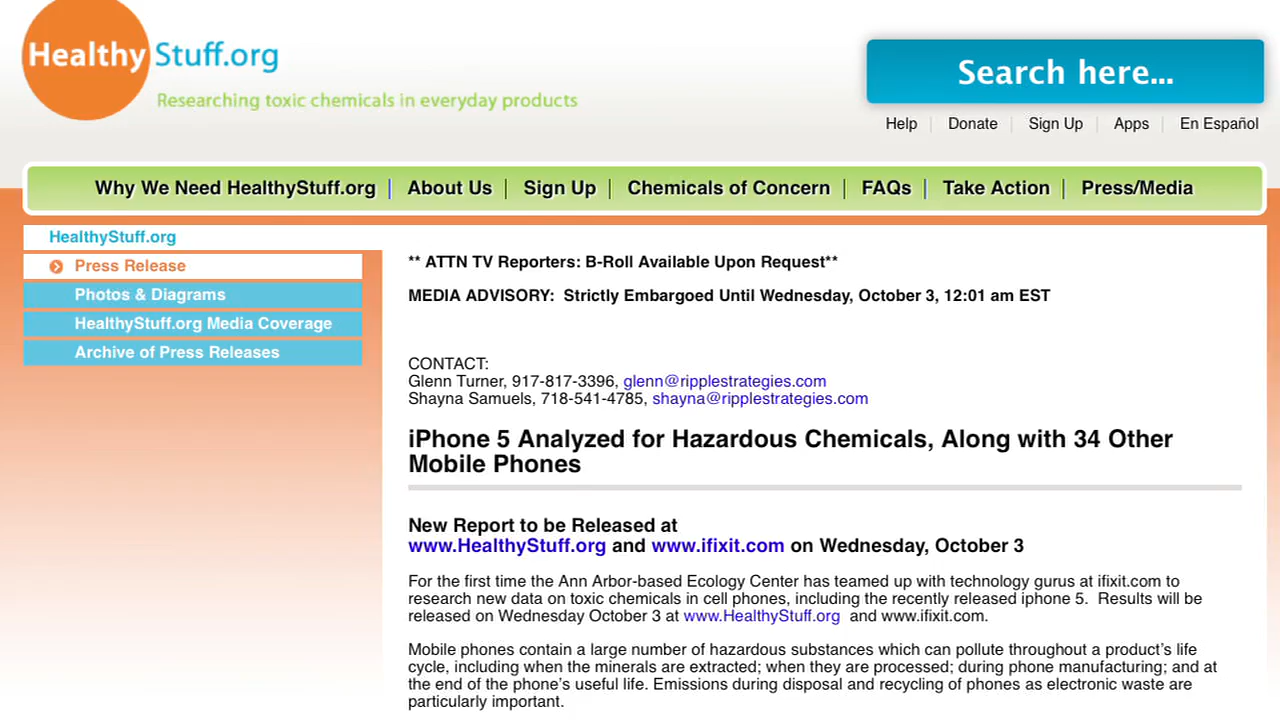 Healthy Stuff.org
Researching toxic chemicals in everyday products
Search here...
Help | Donate | Sign Up | Apps | En Español
Why We Need HealthyStuff.org | About Us | Sign Up | Chemicals of Concern | FAQs | Take Action | Press/Media
HealthyStuff.org
Press Release
Photos & Diagrams
HealthyStuff.org Media Coverage
Archive of Press Releases
** ATTN TV Reporters: B-Roll Available Upon Request**
MEDIA ADVISORY:  Strictly Embargoed Until Wednesday, October 3, 12:01 am EST
CONTACT:
Glenn Turner, 917-817-3396, glenn@ripplestrategies.com
Shayna Samuels, 718-541-4785, shayna@ripplestrategies.com
iPhone 5 Analyzed for Hazardous Chemicals, Along with 34 Other
Mobile Phones
New Report to be Released at
www.HealthyStuff.org and www.ifixit.com on Wednesday, October 3
For the first time the Ann Arbor-based Ecology Center has teamed up with technology gurus at ifixit.com to
research new data on toxic chemicals in cell phones, including the recently released iphone 5.  Results will be
released on Wednesday October 3 at www.HealthyStuff.org  and www.ifixit.com.
Mobile phones contain a large number of hazardous substances which can pollute throughout a product's life
cycle, including when the minerals are extracted; when they are processed; during phone manufacturing; and at
the end of the phone's useful life. Emissions during disposal and recycling of phones as electronic waste are
particularly important.